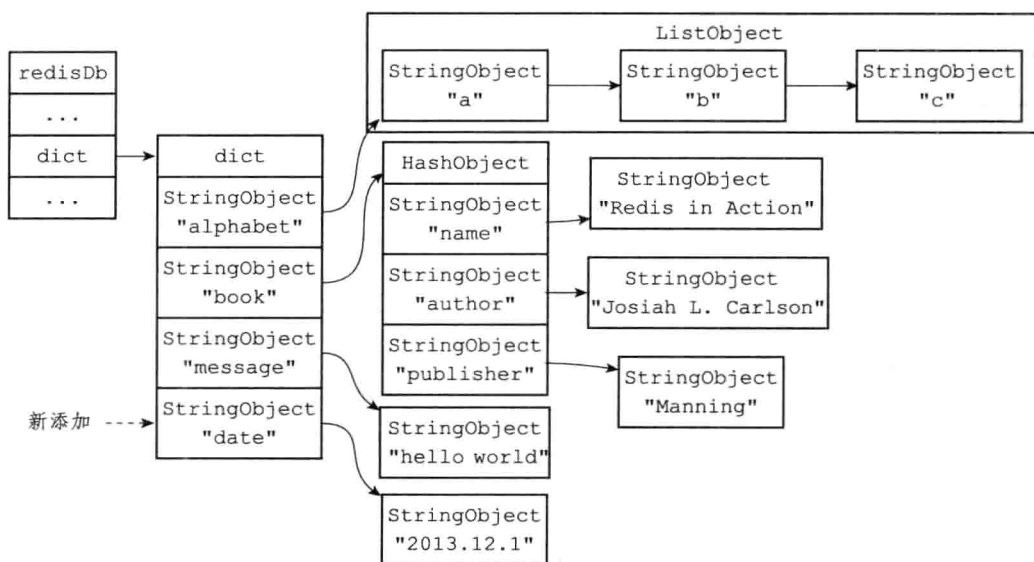 redisDb
...
dict
...
dict
StringObject
"alphabet"
StringObject
"book"
StringObject
"message"
新添加
StringObject
"date"
ListObject
StringObject
"a"
StringObject
"b"
StringObject
"c"
HashObject
StringObject
"name"
StringObject
"author"
StringObject
"publisher"
StringObject
"Redis in Action"
StringObject
"Josiah L. Carlson"
StringObject
"Manning"
StringObject
"hello world"
StringObject
"2013.12.1"